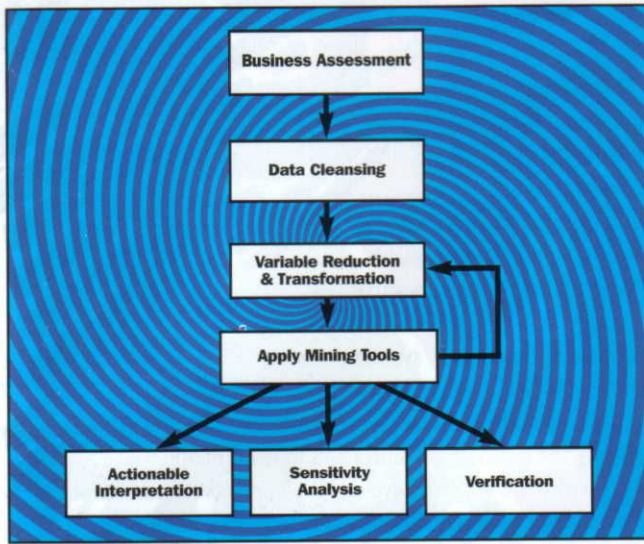 Business Assessment
Data Cleansing
Variable Reduction
& Transformation
Apply Mining Tools
Actionable
Interpretation
Sensitivity
Analysis
Verification